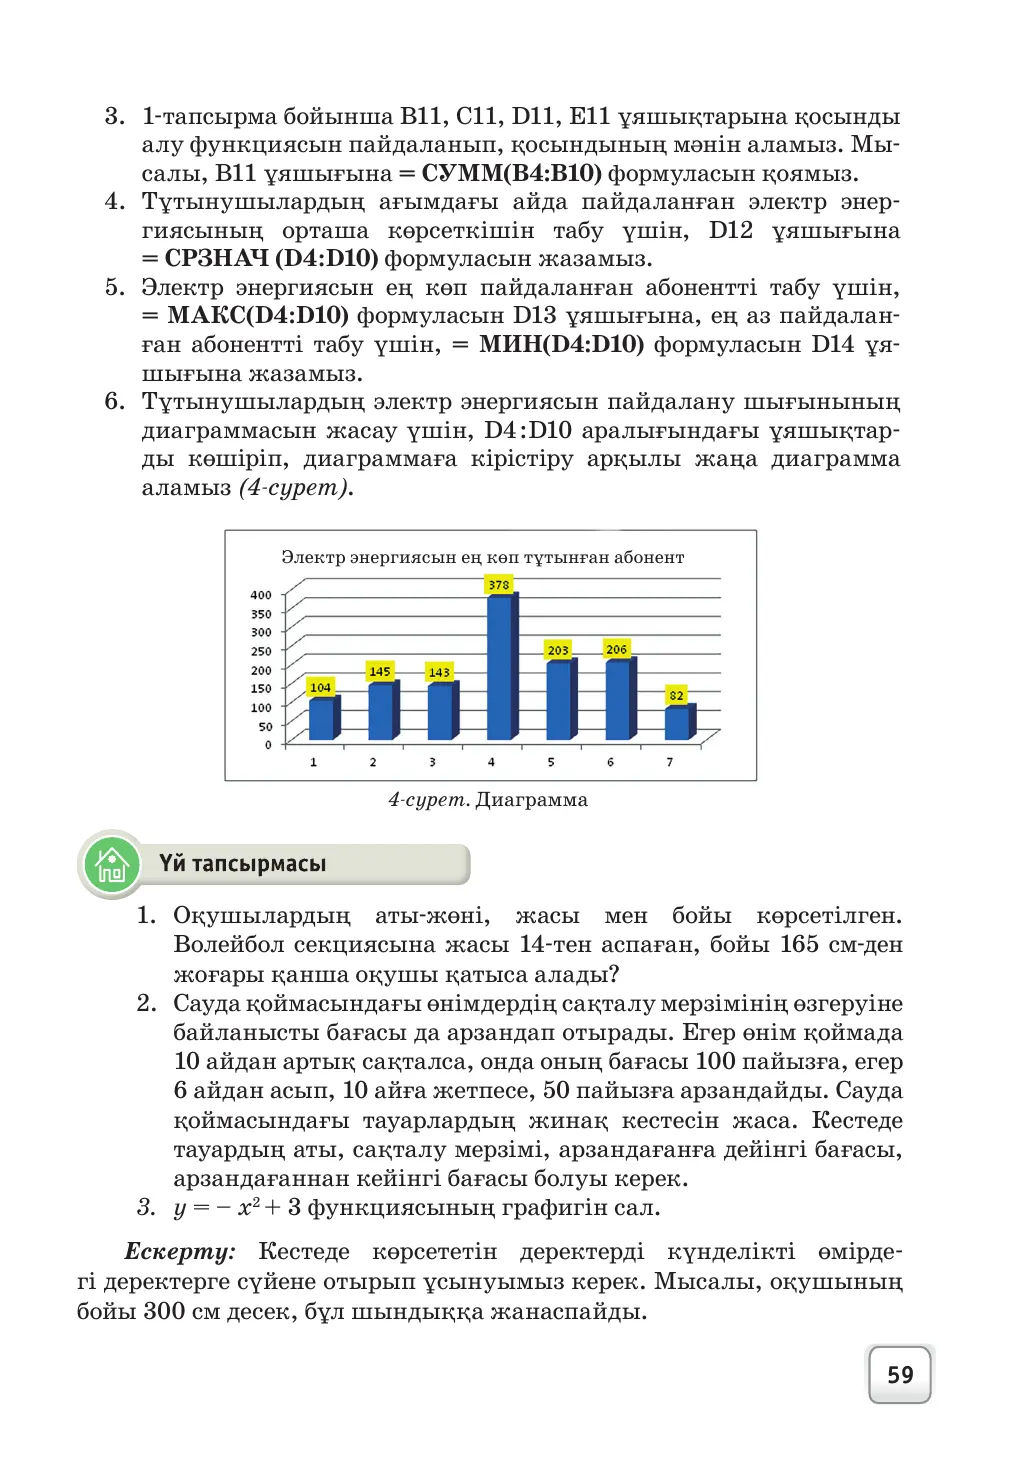 3. 1-тапсырма бойынша B11, C11, D11, E11 ұяшықтарына қосынды
алу функциясын пайдаланып, қосындының мәнін аламыз. Мы-
салы, B11 ұяшығына = СУММ(B4:B10) формуласын қоямыз.
4. Тұтынушылардың ағымдағы айда пайдаланған электр энер-
гиясының орташа көрсеткішін табу үшін, D12 ұяшығына
= СРЗНАЧ (D4:D10) формуласын жазамыз.
5. Электр энергиясын ең көп пайдаланған абонентті табу үшін,
= МАКС(D4:D10) формуласын D13 ұяшығына, ең аз пайдалан-
ған абонентті табу үшін, = МИН(D4:D10) формуласын D14 ұя-
шығына жазамыз.
6. Тұтынушылардың электр энергиясын пайдалану шығынының
диаграммасын жасау үшін, D4:D10 аралығындағы ұяшықтар-
ды көшіріп, диаграммаға кірістіру арқылы жаңа диаграмма
аламыз (4-сурет).
Электр энергиясын ең көп тұтынған абонент
400
350
300
250
200
150
100
50
0
104
145
143
378
203
206
82
1 2 3 4 5 6 7
4-сурет. Диаграмма
Үй тапсырмасы
1. Оқушылардың аты-жөні, жасы мен бойы көрсетілген.
Волейбол секциясына жасы 14-тен аспаған, бойы 165 см-ден
жоғары қанша оқушы қатыса алады?
2. Сауда қоймасындағы өнімдердің сақталу мерзімінің өзгеруіне
байланысты бағасы да арзандап отырады. Егер өнім қоймада
10 айдан артық сақталса, онда оның бағасы 100 пайызға, егер
6 айдан асып, 10 айға жетпесе, 50 пайызға арзандайды. Сауда
қоймасындағы тауарлардың жинақ кестесін жаса. Кестеде
тауардың аты, сақталу мерзімі, арзандағанға дейінгі бағасы,
арзандағаннан кейінгі бағасы болуы керек.
3. y = – x² + 3 функциясының графигін сал.
Ескерту: Кестеде көрсететін деректерді күнделікті өмірде-
гі деректерге сүйене отырып ұсынуымыз керек. Мысалы, оқушының
бойы 300 см десек, бұл шындыққа жанаспайды.
59